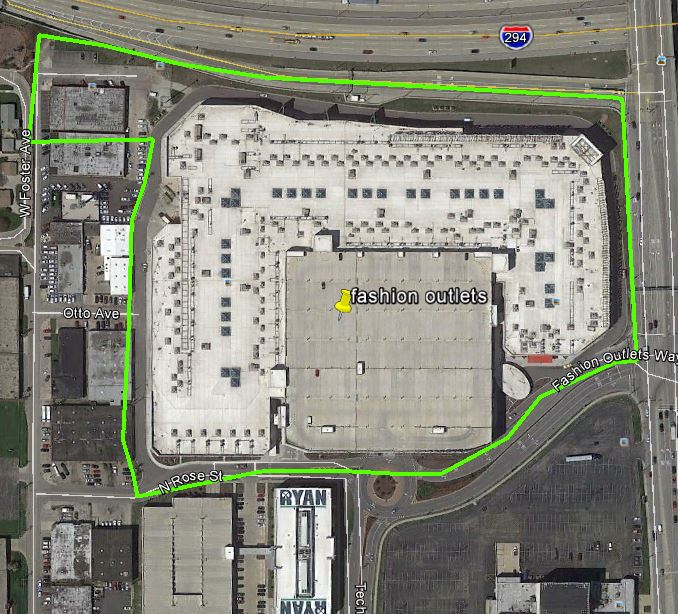 294
W Foster Ave
fashion outlets
Otto Ave
Fashion Outlets Way
N Rose St
RYAN
Tech
RYAN